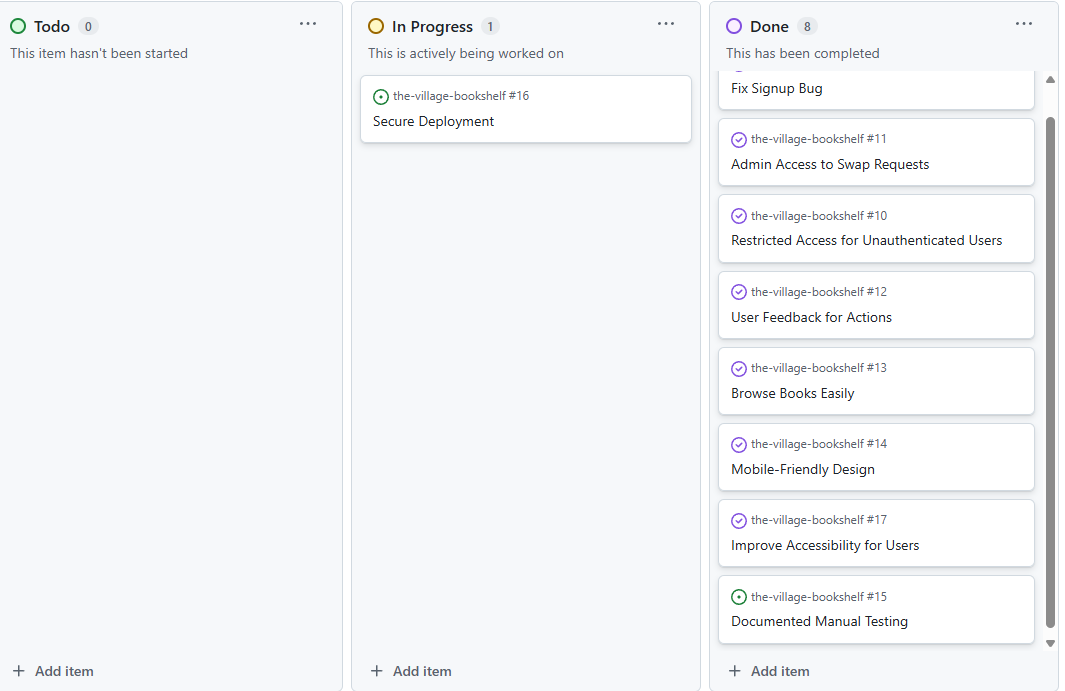 Todo 0
This item hasn't been started
Add item
In Progress 1
This is actively being worked on
the-village-bookshelf #16
Secure Deployment
Add item
Done 8
This has been completed
Fix Signup Bug
the-village-bookshelf #11
Admin Access to Swap Requests
the-village-bookshelf #10
Restricted Access for Unauthenticated Users
the-village-bookshelf #12
User Feedback for Actions
the-village-bookshelf #13
Browse Books Easily
the-village-bookshelf #14
Mobile-Friendly Design
the-village-bookshelf #17
Improve Accessibility for Users
the-village-bookshelf #15
Documented Manual Testing
Add item